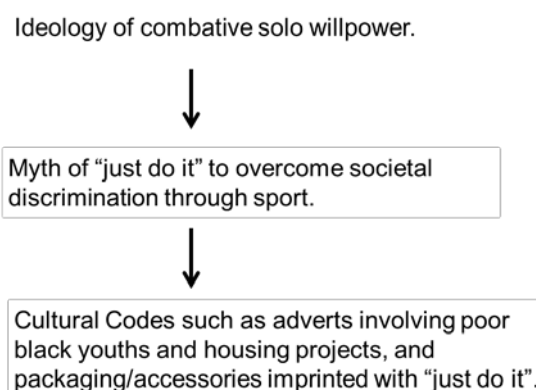 Ideology of combative solo willpower.
Myth of “just do it” to overcome societal
discrimination through sport.
Cultural Codes such as adverts involving poor
black youths and housing projects, and
packaging/accessories imprinted with “just do it”.